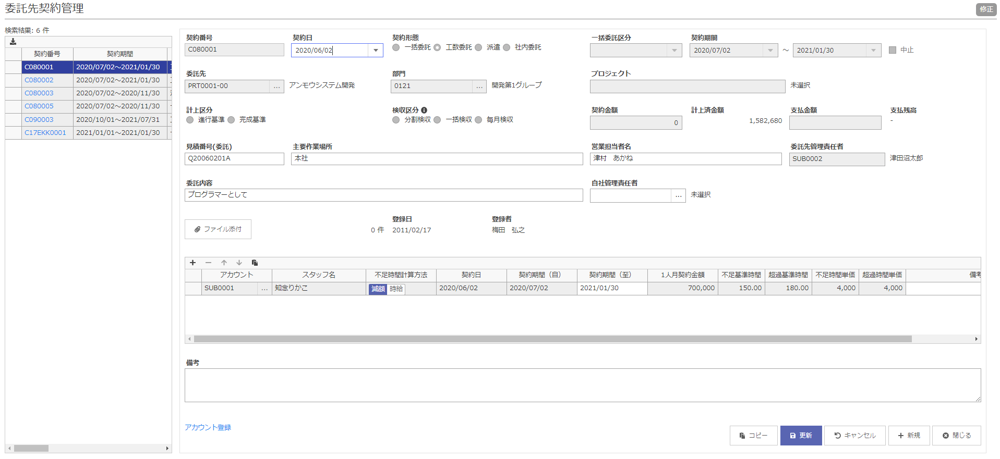 委託先契約管理
修正
検索結果: 6 件
契約番号 契約期間
C080001 2020/07/02～2021/01/30
C080002 2020/07/02～2021/01/30
C080003 2020/07/02～2020/11/30
C080005 2020/07/02～2020/11/30
C090003 2020/10/01～2021/07/31
C17EKK0001 2021/01/01～2021/01/30
契約番号 契約日 契約形態 一括委託区分 契約期間
C080001 2020/06/02 一括委託 工数委託 派遣 社内委託 2020/07/02 ～ 2021/01/30 中止
委託先 部門 プロジェクト
PRT0001-00 ... アンモウシステム開発 0121 ... 開発第1グループ 未選択
計上区分 検収区分 契約金額 計上済金額 支払金額 支払残高
進行基準 完成基準 分割検収 一括検収 毎月検収 0 1,582,680 -
見積番号(委託) 主要作業場所 営業担当者名 委託先管理責任者
Q20060201A 本社 津村　あかね SUB0002 津田沼太郎
委託内容 自社管理責任者
プログラマーとして ... 未選択
ファイル添付 0 件 登録日 登録者
2011/02/17 梅田　弘之
アカウント スタッフ名 不足時間計算方法 契約日 契約期間（自） 契約期間（至） 1人月契約金額 不足基準時間 超過基準時間 不足時間単価 超過時間単価 備考
SUB0001 ... 知念りかこ 減額 時給 2020/06/02 2020/07/02 2021/01/30 700,000 150.00 180.00 4,000 4,000
備考
アカウント登録
コピー 更新 キャンセル 新規 閉じる